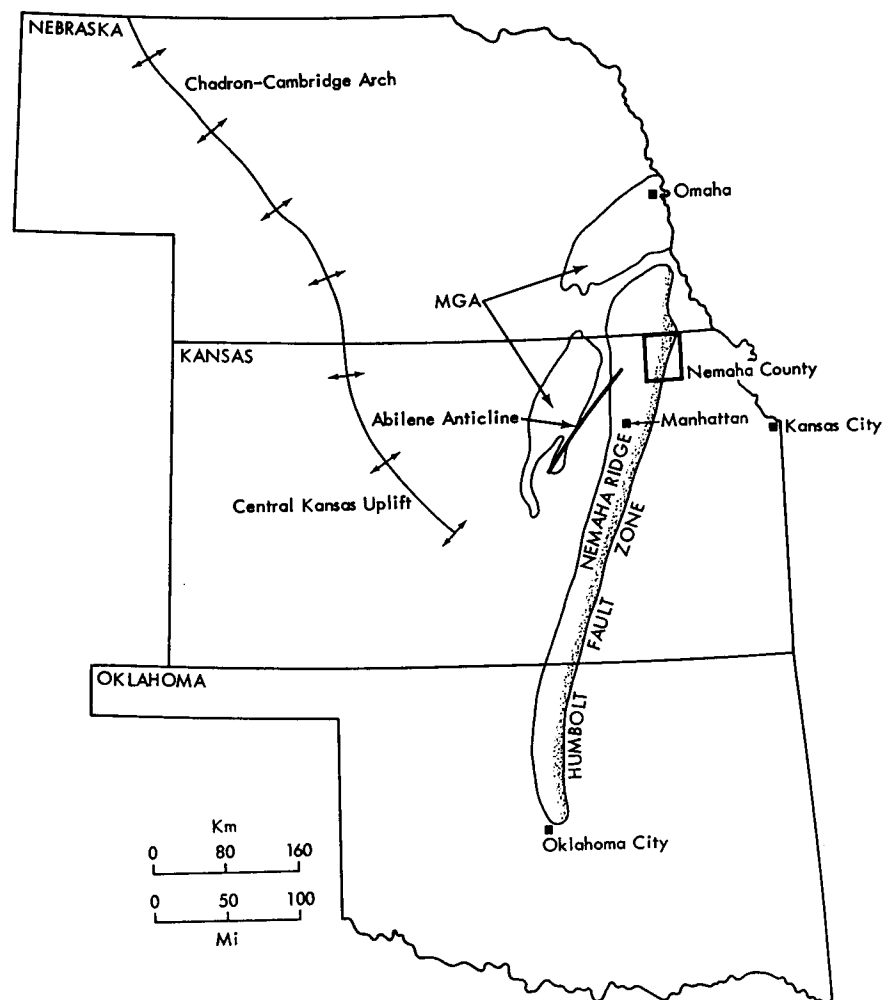 NEBRASKA
Chadron-Cambridge Arch
Omaha
MGA
KANSAS
Nemaha County
Abilene Anticline
Manhattan
Kansas City
NEMAHA RIDGE
Central Kansas Uplift
HUMBOLT FAULT ZONE
OKLAHOMA
Km
0 80 160
0 50 100
Mi
Oklahoma City